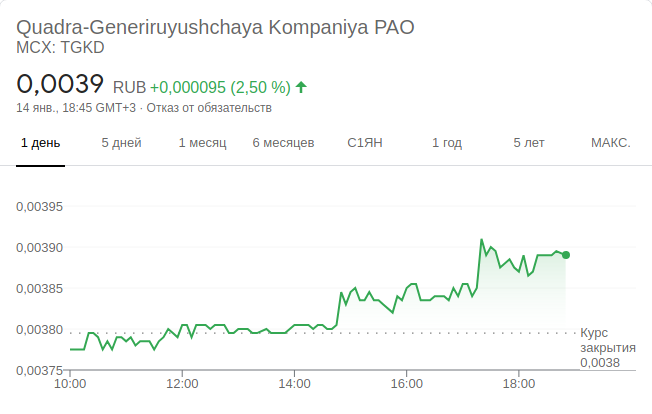 Quadra-Generiruyushchaya Kompaniya PAO
MCX: TGKD
0,0039 RUB +0,000095 (2,50 %)
14 янв., 18:45 GMT+3 · Отказ от обязательств
1 день 5 дней 1 месяц 6 месяцев С1ЯН 1 год 5 лет МАКС.
0,00395
0,00390
0,00385
0,00380
Курс
закрытия
0,0038
0,00375
10:00 12:00 14:00 16:00 18:00